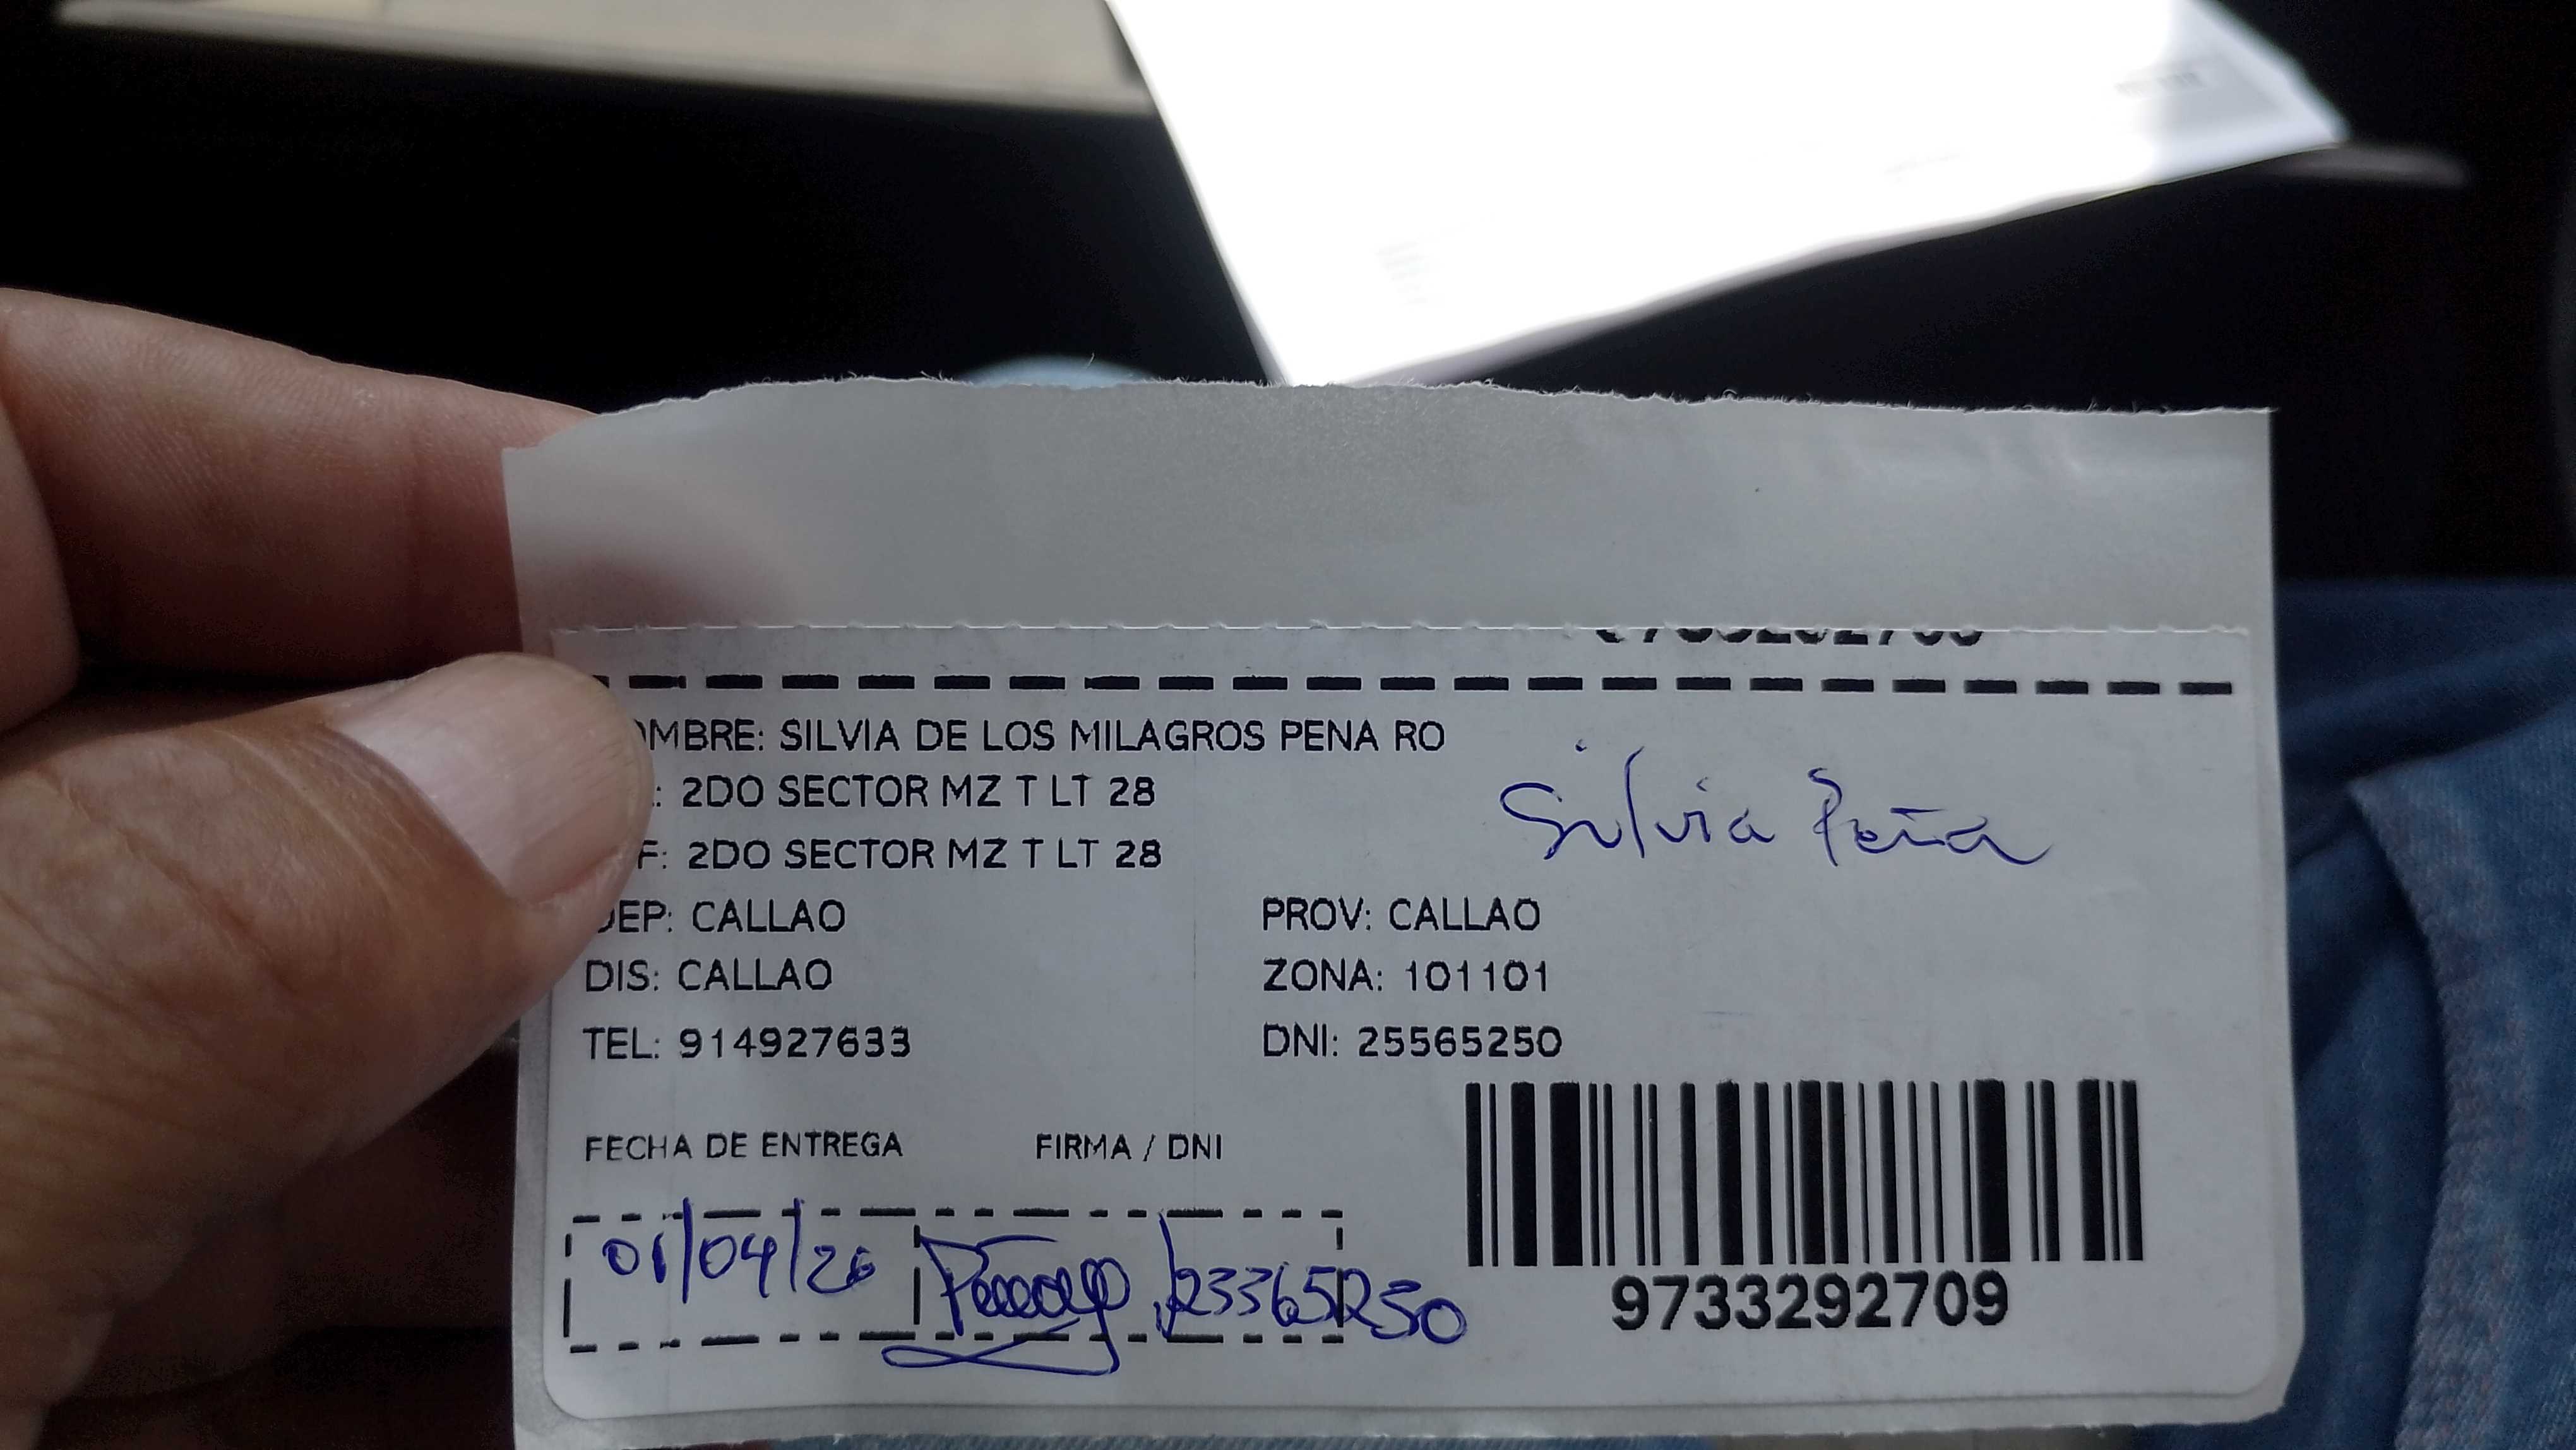 OMBRE: SILVIA DE LOS MILAGROS PENA RO
: 2DO SECTOR MZ T LT 28
Silvia Peña
F: 2DO SECTOR MZ T LT 28
DEP: CALLAO PROV: CALLAO
DIS: CALLAO ZONA: 101101
TEL: 914927633 DNI: 25565250
FECHA DE ENTREGA FIRMA / DNI
01/04/26 23365250
9733292709